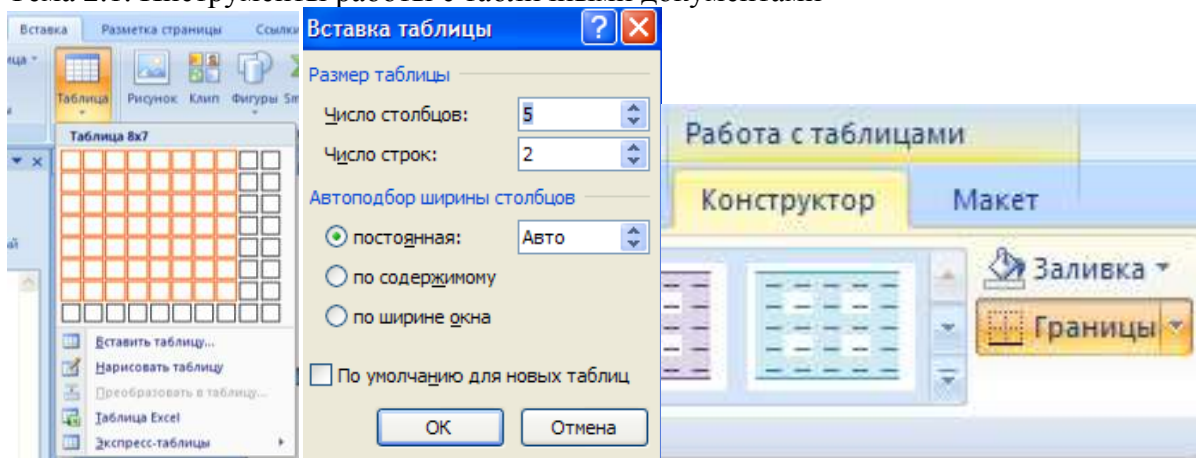 Тема 2.1. Инструменты работы с табличными документами
Вставка Разметка страницы Ссылки
ица
Таблица Рисунок Клип Фигуры Sm
Таблица 8x7
Вставить таблицу...
Нарисовать таблицу
Преобразовать в таблицу...
Таблица Excel
Экспресс-таблицы
Вставка таблицы
Размер таблицы
Число столбцов: 5
Число строк: 2
Автоподбор ширины столбцов
постоянная: Авто
по содержимому
по ширине окна
По умолчанию для новых таблиц
ОК Отмена
Работа с таблицами
Конструктор Макет
Заливка
Границы